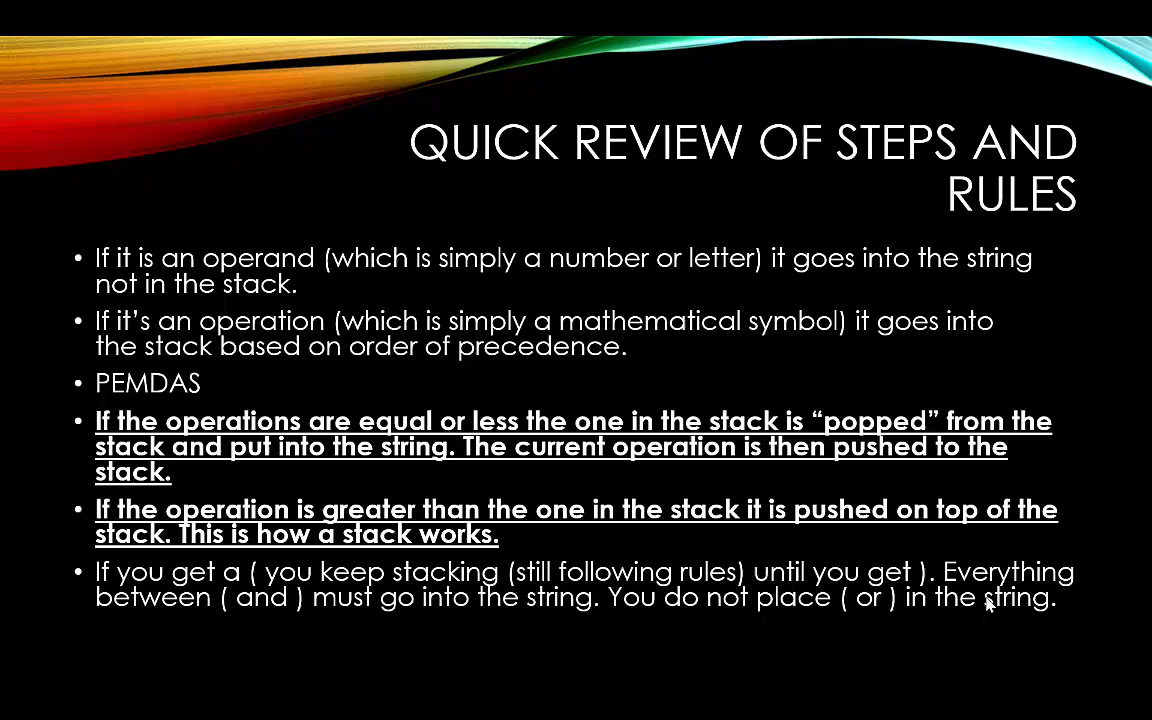 QUICK REVIEW OF STEPS AND
RULES
• If it is an operand (which is simply a number or letter) it goes into the string
not in the stack.
• If it’s an operation (which is simply a mathematical symbol) it goes into
the stack based on order of precedence.
• PEMDAS
• If the operations are equal or less the one in the stack is “popped” from the
stack and put into the string. The current operation is then pushed to the
stack.
• If the operation is greater than the one in the stack it is pushed on top of the
stack. This is how a stack works.
• If you get a ( you keep stacking (still following rules) until you get ). Everything
between ( and ) must go into the string. You do not place ( or ) in the string.